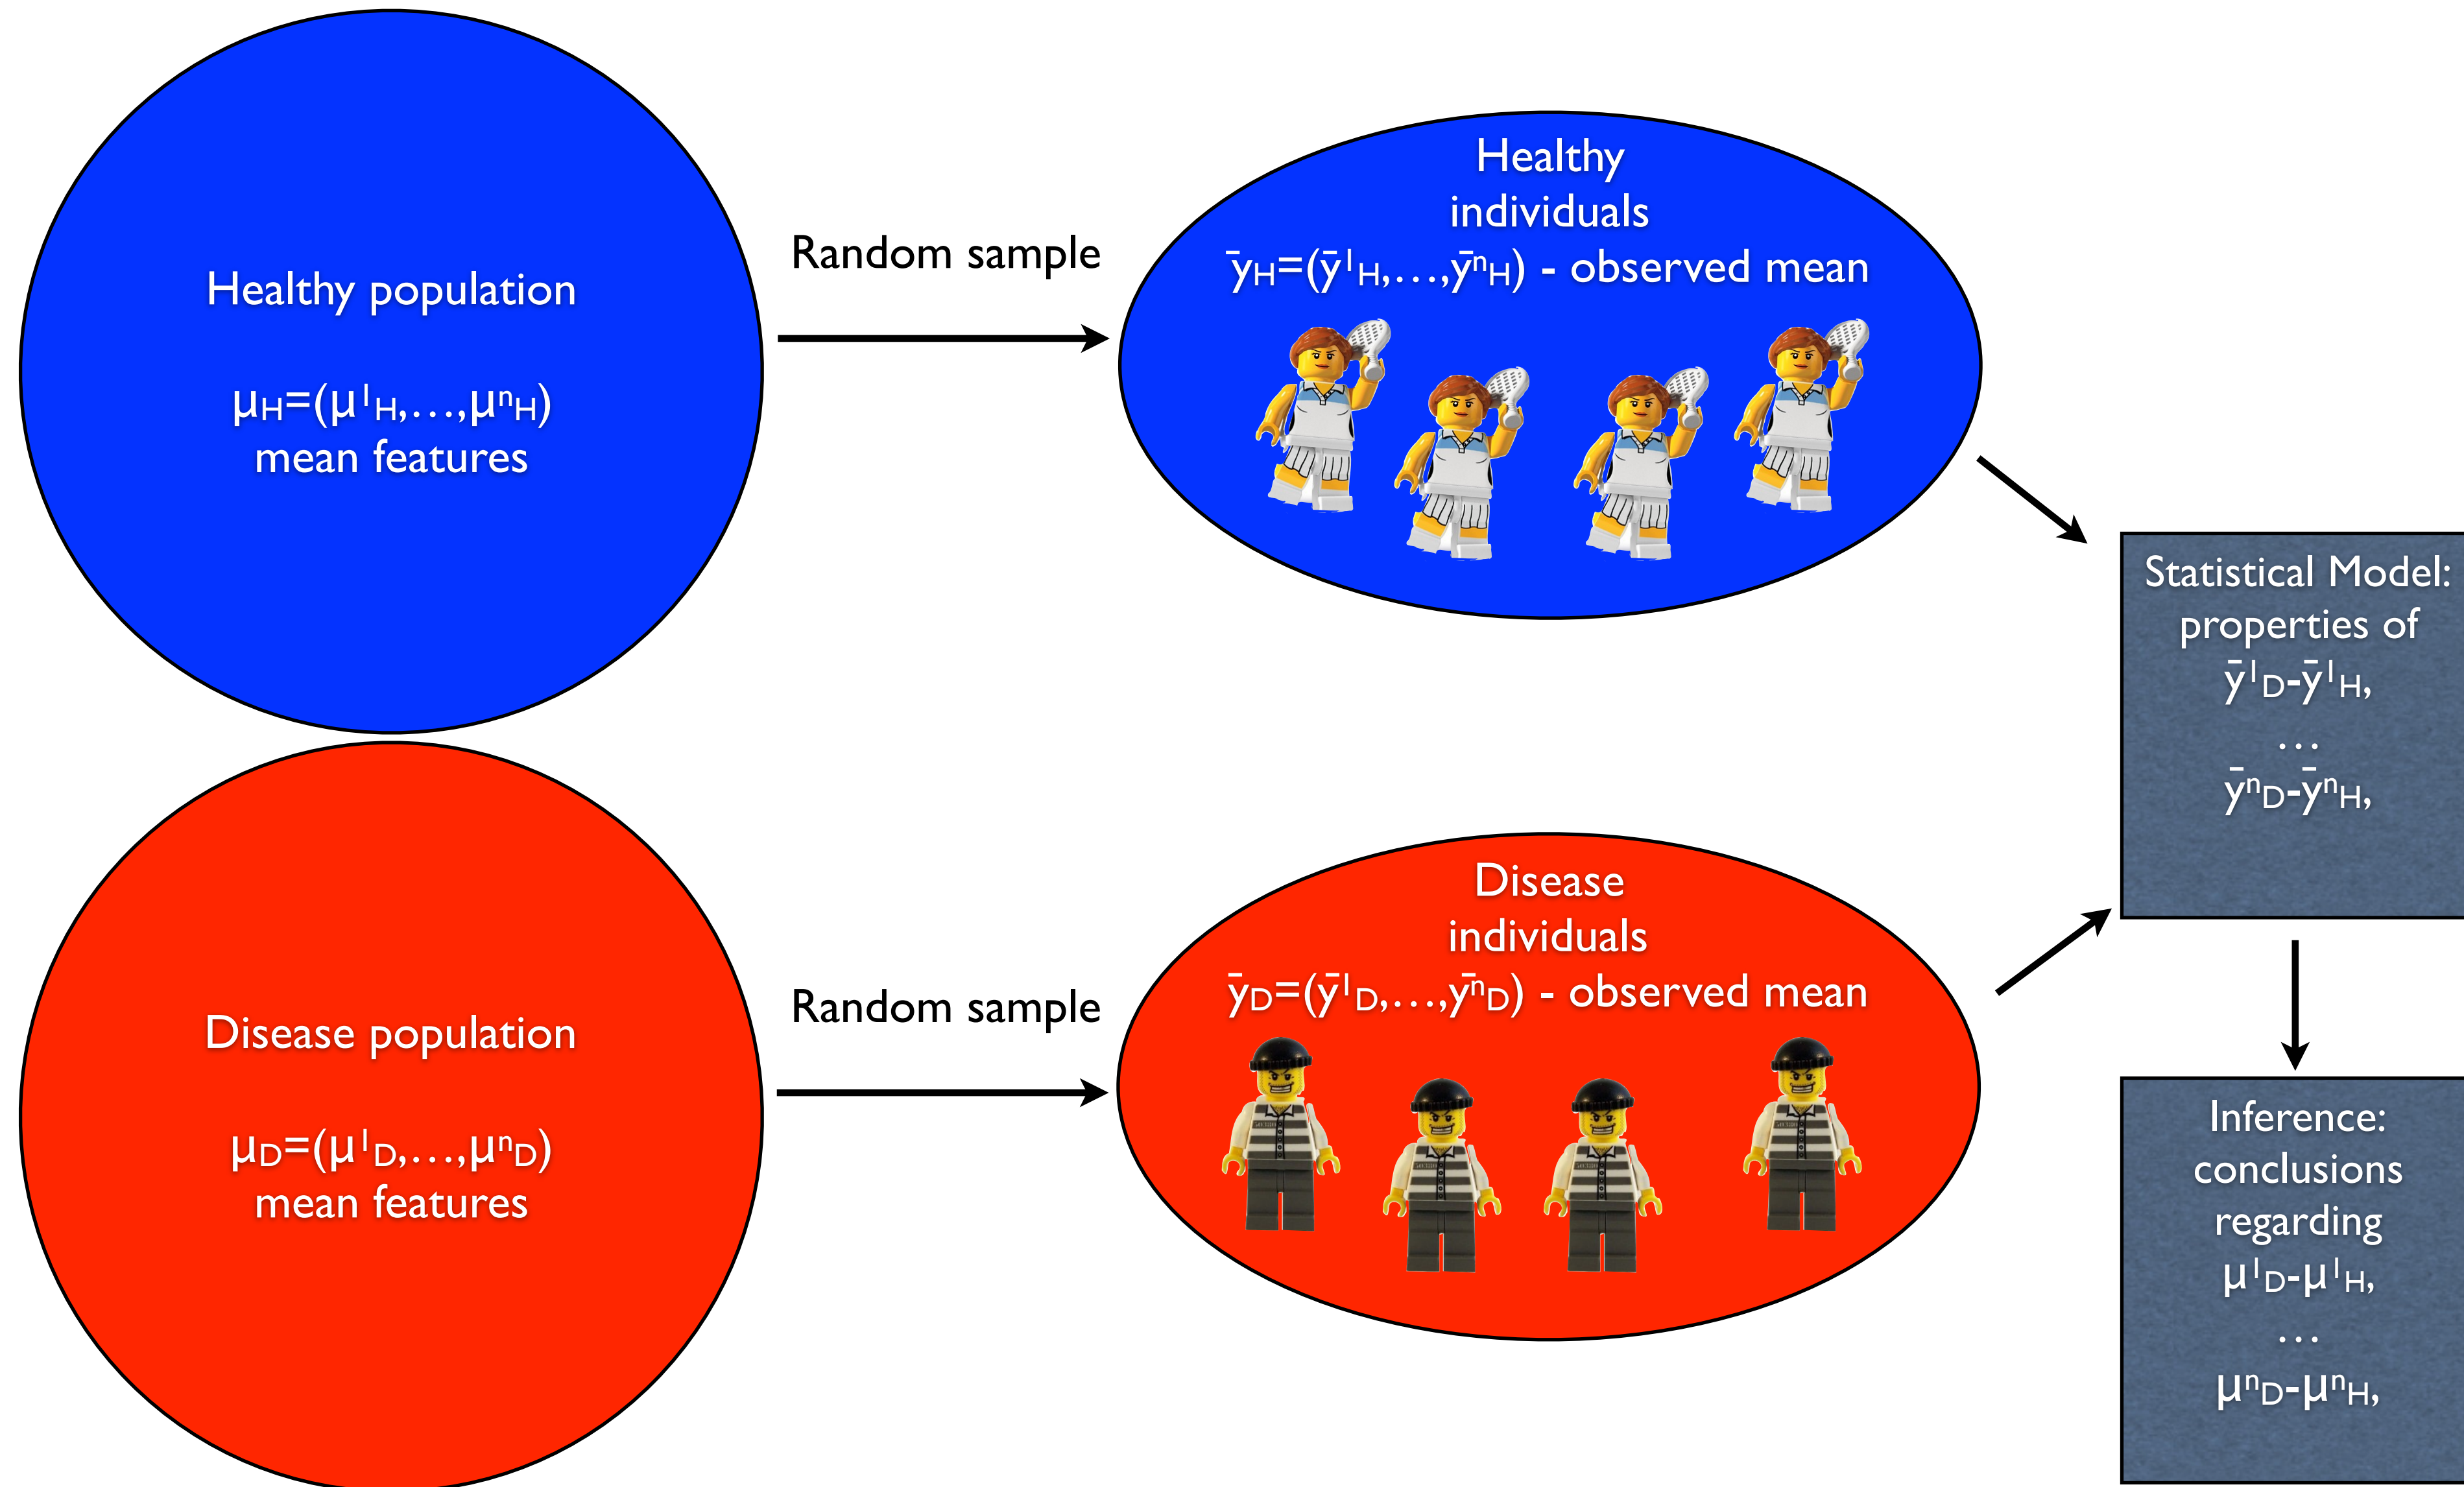 Healthy population
μH=(μ¹H,…,μⁿH)
mean features
Random sample
Healthy
individuals
ȳH=(ȳ¹H,…,ȳⁿH) - observed mean
Disease population
μD=(μ¹D,…,μⁿD)
mean features
Random sample
Disease
individuals
ȳD=(ȳ¹D,…,ȳⁿD) - observed mean
Statistical Model:
properties of
ȳ¹D-ȳ¹H,
…
ȳⁿD-ȳⁿH,
Inference:
conclusions
regarding
μ¹D-μ¹H,
…
μⁿD-μⁿH,